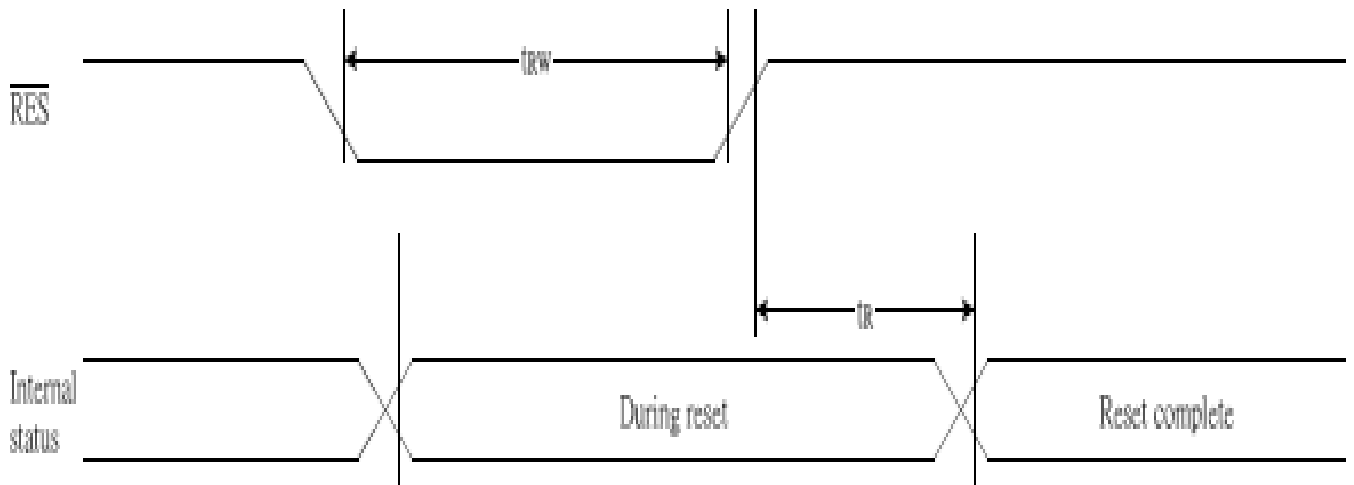 tRW
RES
tR
Internal
status
During reset
Reset complete